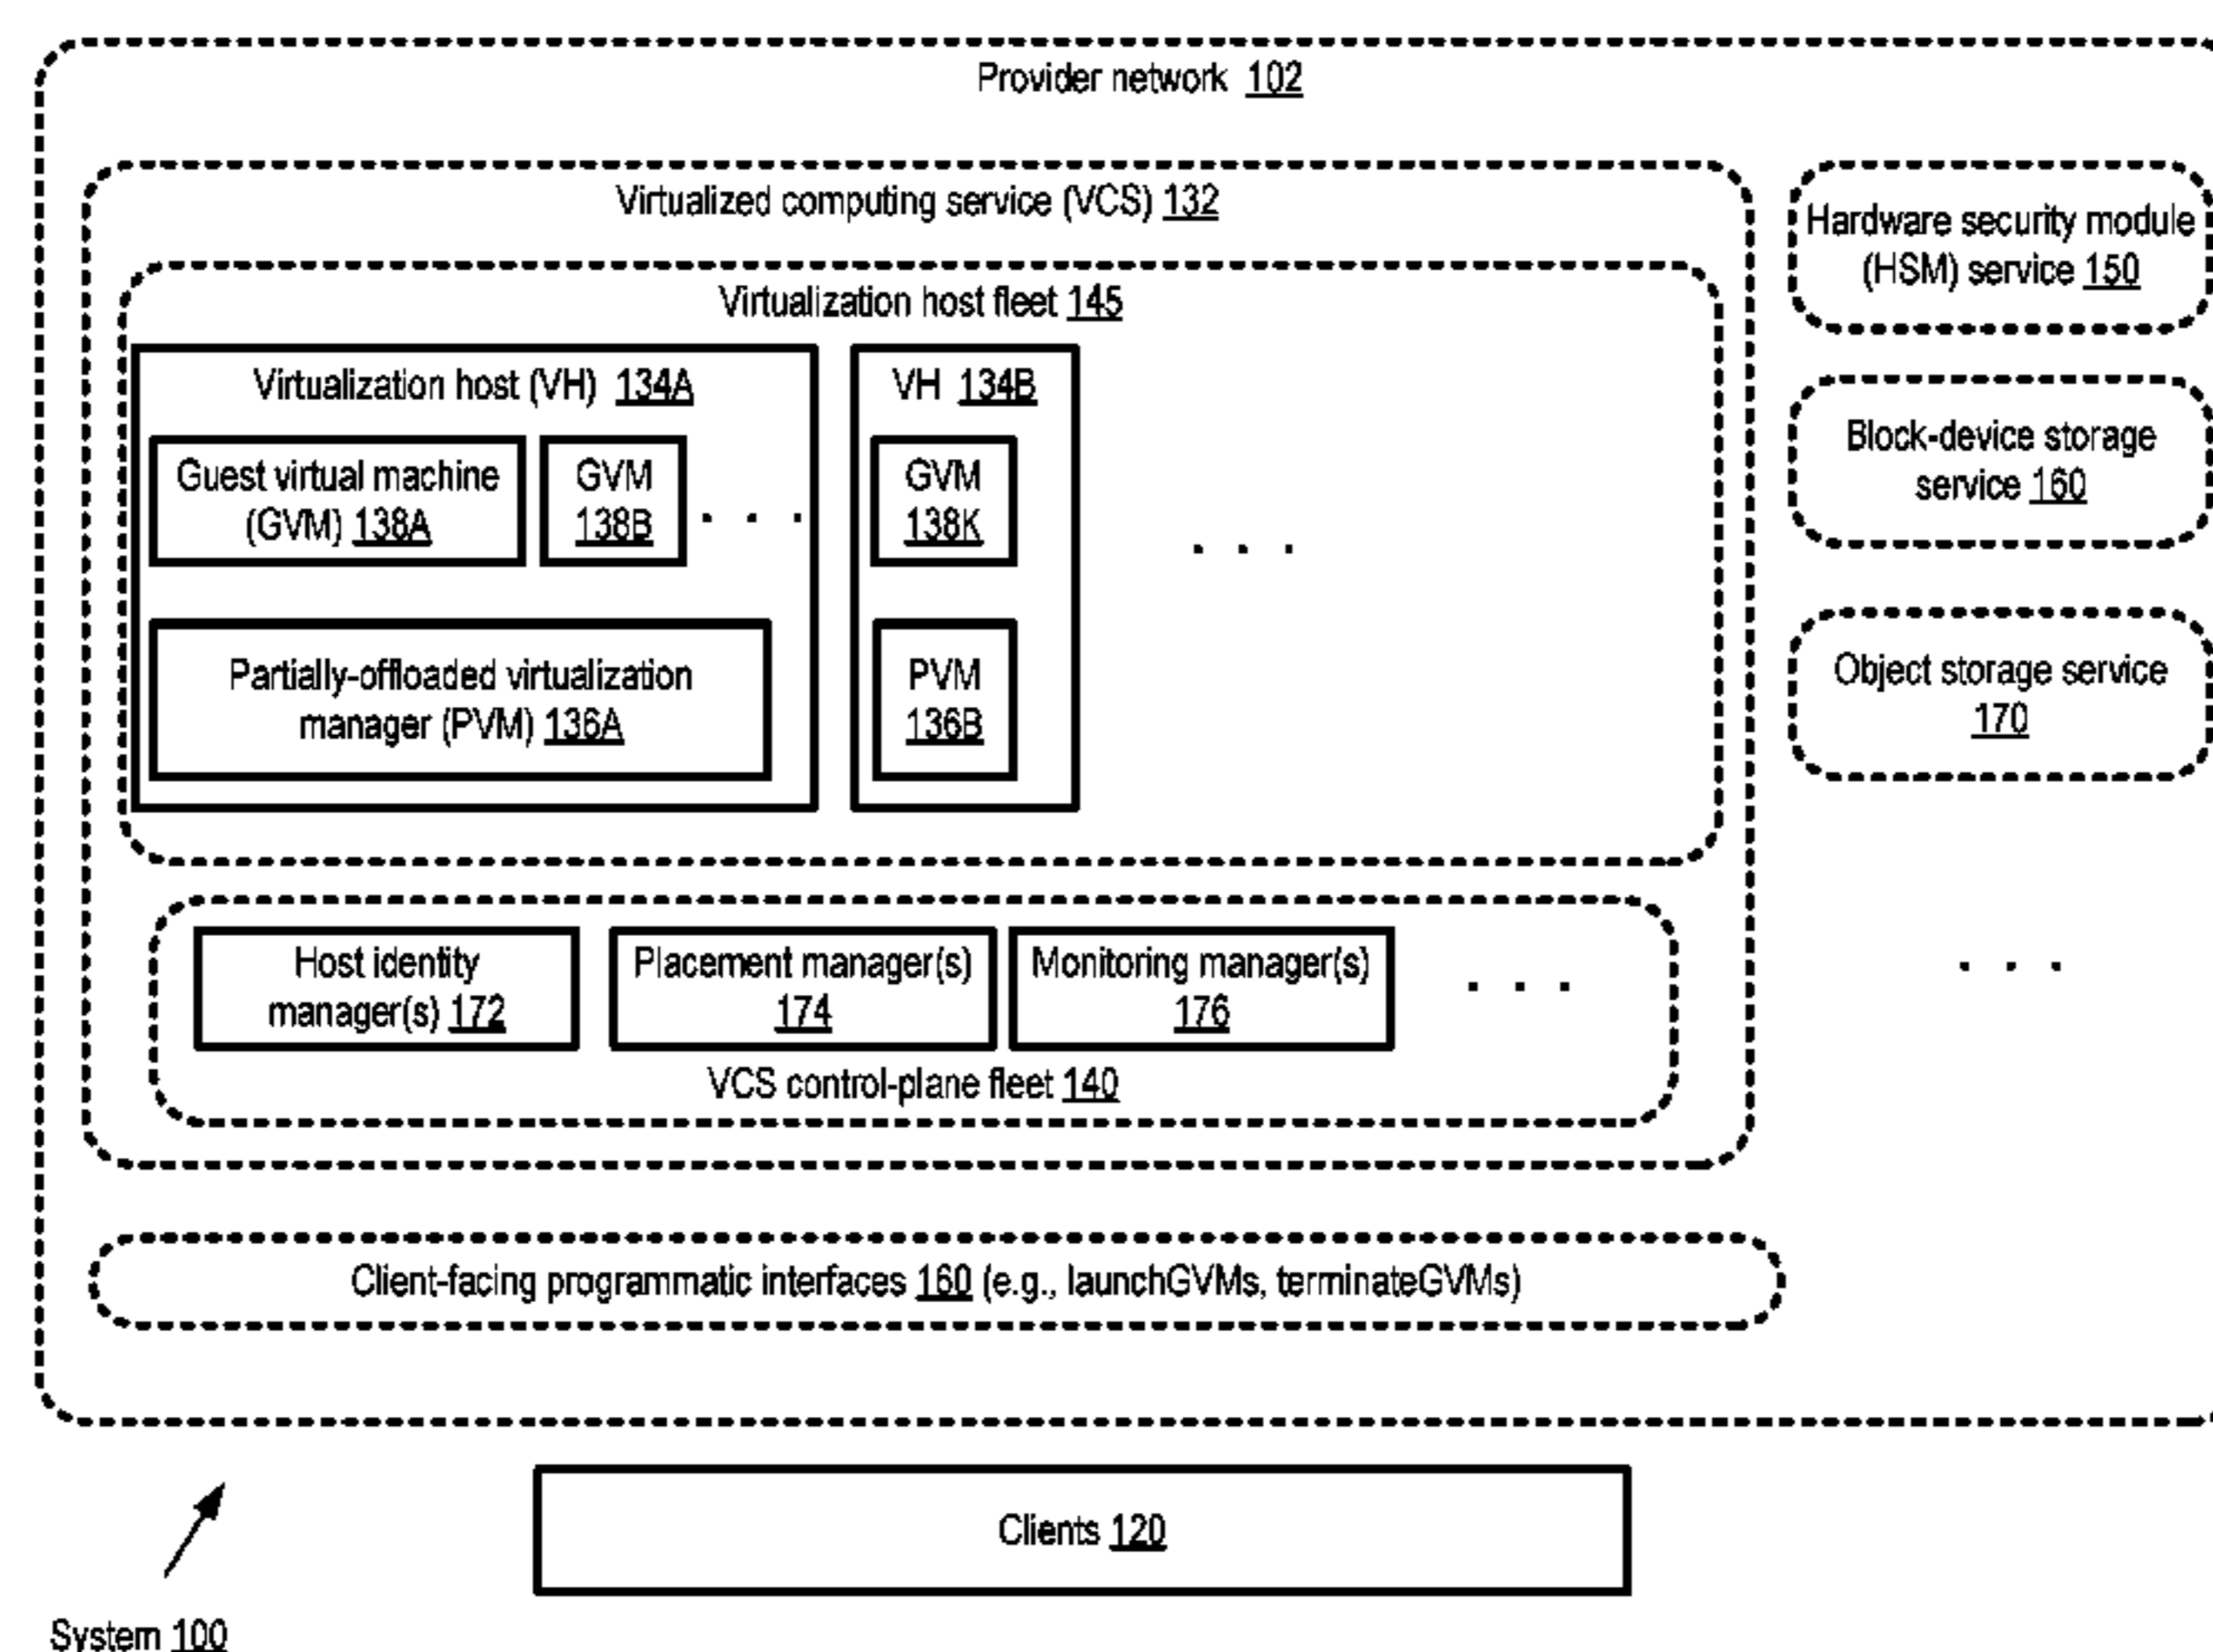 Provider network 102
Virtualized computing service (VCS) 132
Virtualization host fleet 145
Virtualization host (VH) 134A
Guest virtual machine
(GVM) 138A
GVM
138B
. . .
Partially-offloaded virtualization
manager (PVM) 136A
VH 134B
GVM
138K
PVM
136B
. . .
Host identity
manager(s) 172
Placement manager(s)
174
Monitoring manager(s)
176
. . .
VCS control-plane fleet 140
Hardware security module
(HSM) service 150
Block-device storage
service 160
Object storage service
170
. . .
Client-facing programmatic interfaces 160 (e.g., launchGVMs, terminateGVMs)
Clients 120
System 100